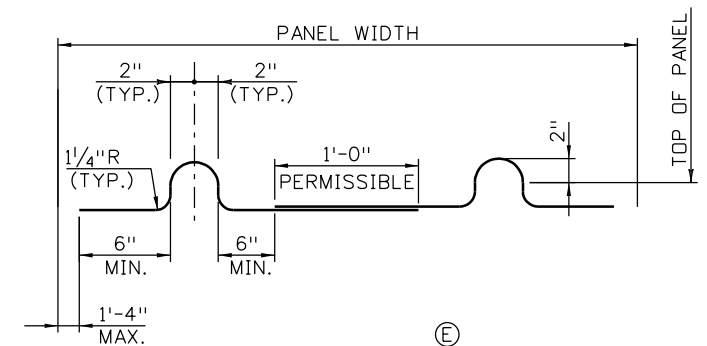 PANEL WIDTH
2" 2"
(TYP.) (TYP.)
TOP OF PANEL
2"
1¼"R
(TYP.)
1'-0"
PERMISSIBLE
6" 6"
MIN. MIN.
1'-4"
MAX.
E